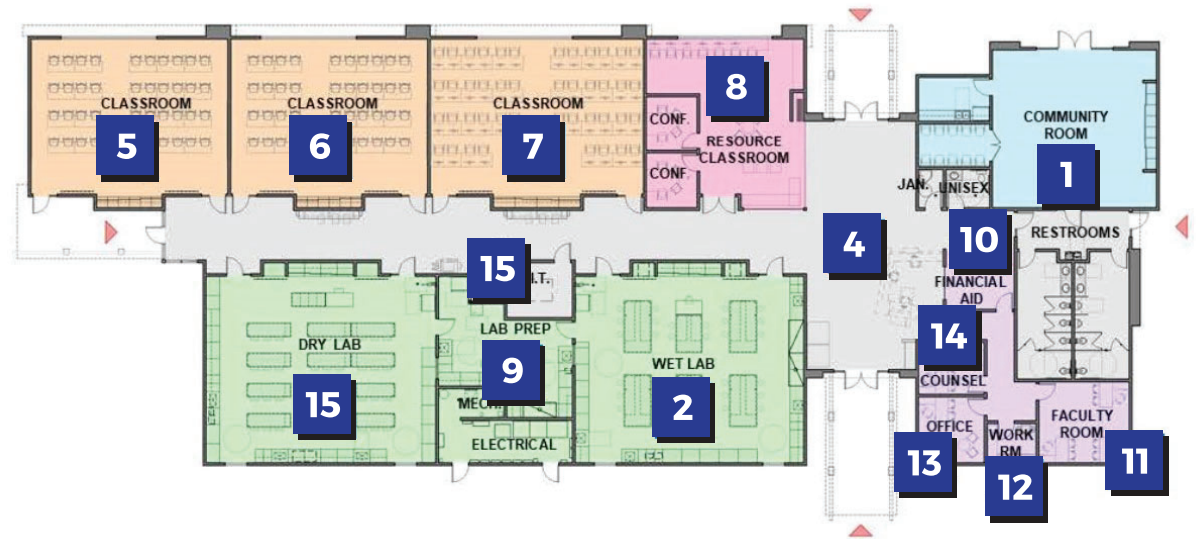 CLASSROOM
5
CLASSROOM
6
CLASSROOM
7
8
CONF.
RESOURCE
CLASSROOM
CONF.
COMMUNITY
ROOM
1
JAN.
UNISEX
4
10
RESTROOMS
15
I.T.
FINANCIAL
AID
DRY LAB
15
LAB PREP
9
MECH.
ELECTRICAL
WET LAB
2
14
COUNSEL
OFFICE
13
WORK
RM
12
FACULTY
ROOM
11